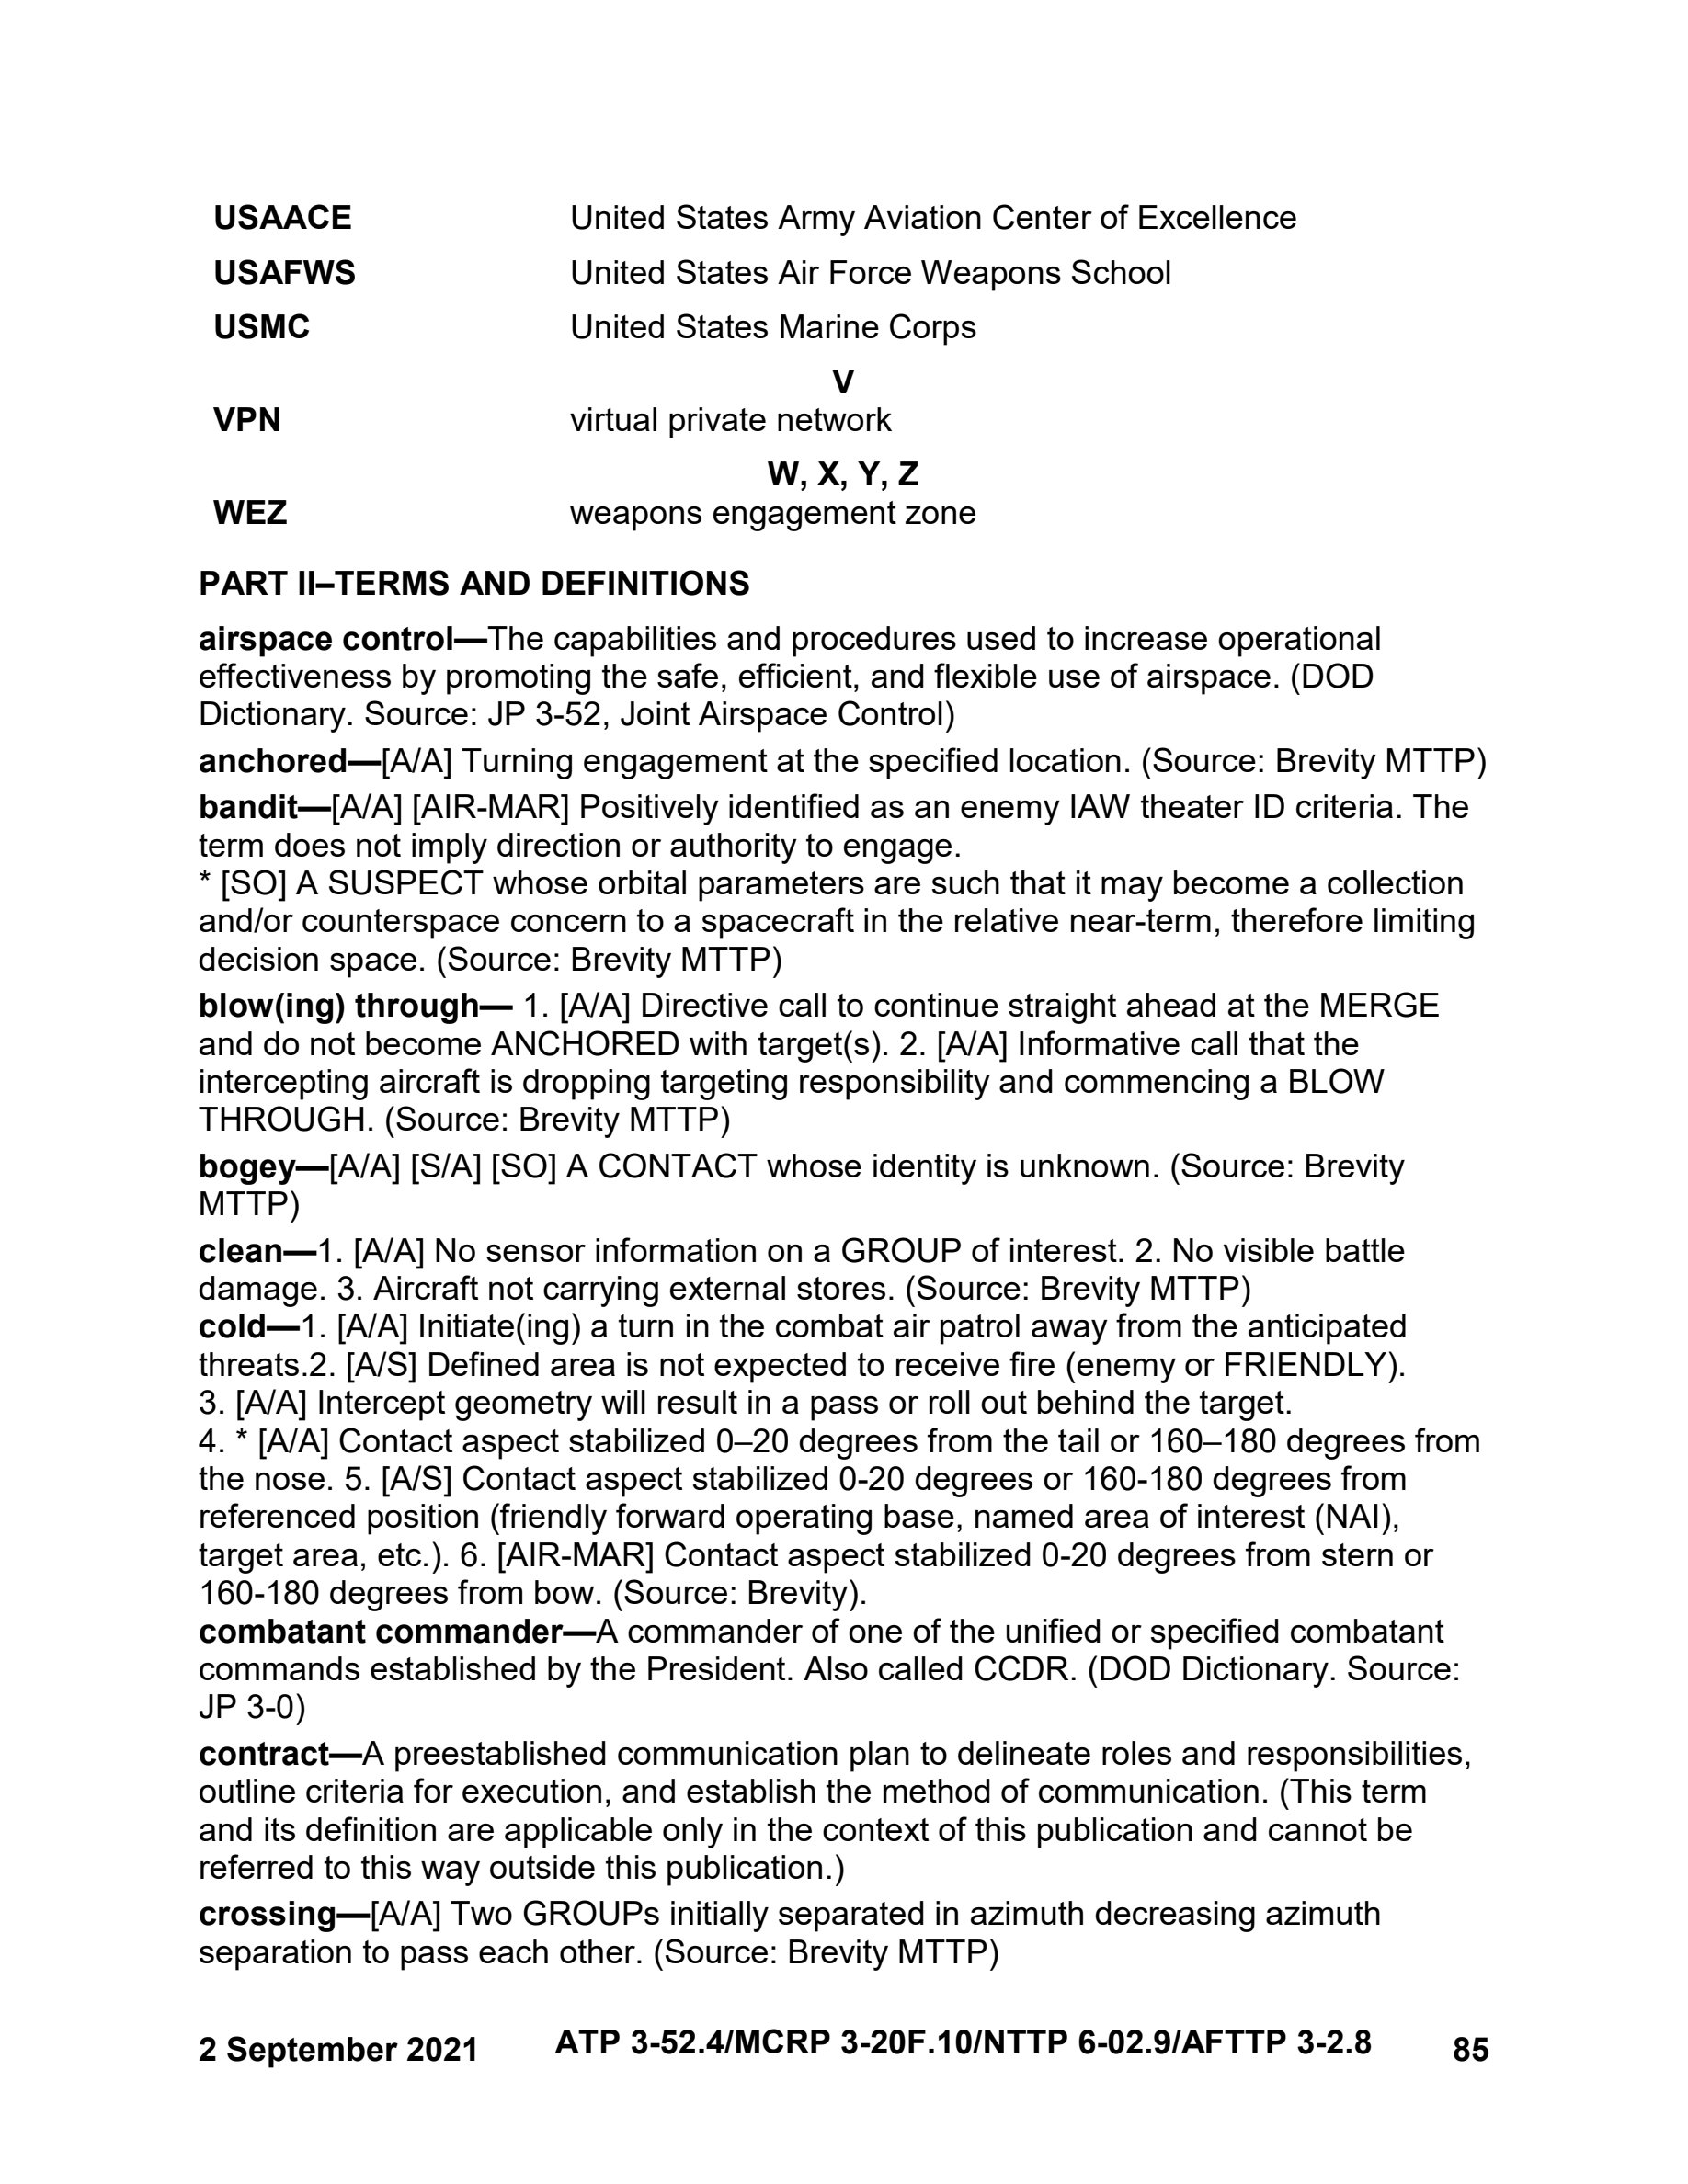 USAACE United States Army Aviation Center of Excellence
USAFWS United States Air Force Weapons School
USMC United States Marine Corps
V
VPN virtual private network
W, X, Y, Z
WEZ weapons engagement zone
PART II–TERMS AND DEFINITIONS
airspace control—The capabilities and procedures used to increase operational
effectiveness by promoting the safe, efficient, and flexible use of airspace. (DOD
Dictionary. Source: JP 3-52, Joint Airspace Control)
anchored—[A/A] Turning engagement at the specified location. (Source: Brevity MTTP)
bandit—[A/A] [AIR-MAR] Positively identified as an enemy IAW theater ID criteria. The
term does not imply direction or authority to engage.
* [SO] A SUSPECT whose orbital parameters are such that it may become a collection
and/or counterspace concern to a spacecraft in the relative near-term, therefore limiting
decision space. (Source: Brevity MTTP)
blow(ing) through— 1. [A/A] Directive call to continue straight ahead at the MERGE
and do not become ANCHORED with target(s). 2. [A/A] Informative call that the
intercepting aircraft is dropping targeting responsibility and commencing a BLOW
THROUGH. (Source: Brevity MTTP)
bogey—[A/A] [S/A] [SO] A CONTACT whose identity is unknown. (Source: Brevity
MTTP)
clean—1. [A/A] No sensor information on a GROUP of interest. 2. No visible battle
damage. 3. Aircraft not carrying external stores. (Source: Brevity MTTP)
cold—1. [A/A] Initiate(ing) a turn in the combat air patrol away from the anticipated
threats.2. [A/S] Defined area is not expected to receive fire (enemy or FRIENDLY).
3. [A/A] Intercept geometry will result in a pass or roll out behind the target.
4. * [A/A] Contact aspect stabilized 0–20 degrees from the tail or 160–180 degrees from
the nose. 5. [A/S] Contact aspect stabilized 0-20 degrees or 160-180 degrees from
referenced position (friendly forward operating base, named area of interest (NAI),
target area, etc.). 6. [AIR-MAR] Contact aspect stabilized 0-20 degrees from stern or
160-180 degrees from bow. (Source: Brevity).
combatant commander—A commander of one of the unified or specified combatant
commands established by the President. Also called CCDR. (DOD Dictionary. Source:
JP 3-0)
contract—A preestablished communication plan to delineate roles and responsibilities,
outline criteria for execution, and establish the method of communication. (This term
and its definition are applicable only in the context of this publication and cannot be
referred to this way outside this publication.)
crossing—[A/A] Two GROUPs initially separated in azimuth decreasing azimuth
separation to pass each other. (Source: Brevity MTTP)
2 September 2021 ATP 3-52.4/MCRP 3-20F.10/NTTP 6-02.9/AFTTP 3-2.8 85